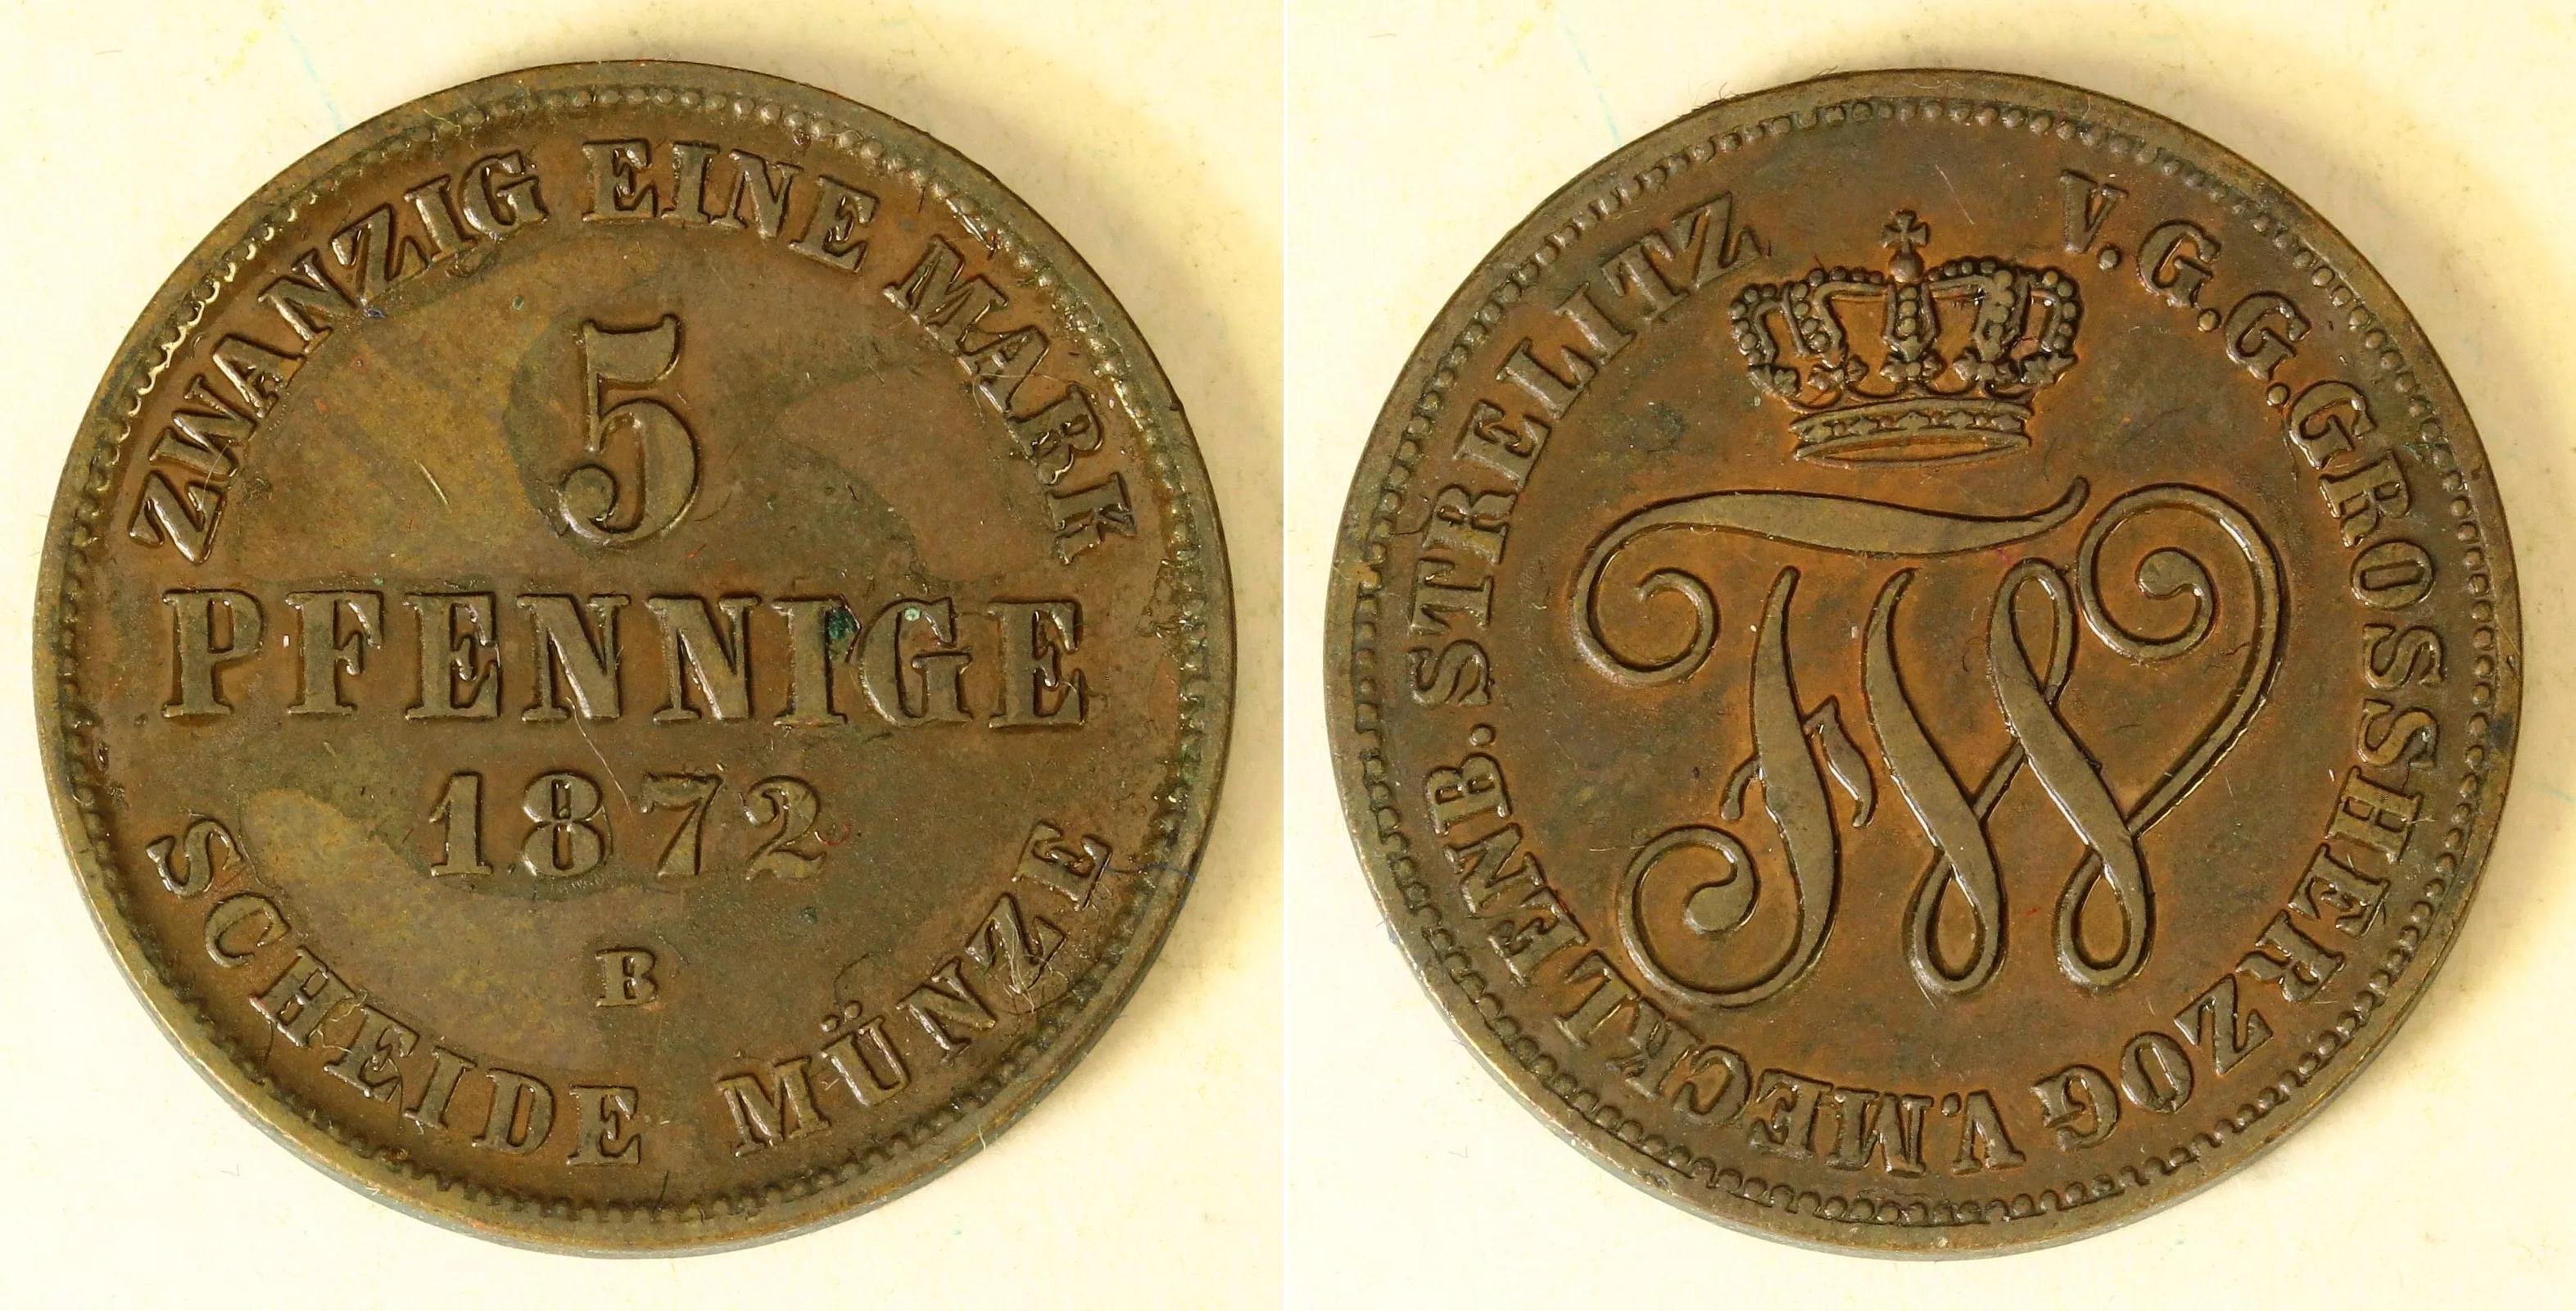 ZWANZIG EINE MARK
5
PFENNIGE
1872
B
SCHEIDE MÜNZE
V. G. G. GROSSHERZOG V. MECKLENB. STRELITZ
FW